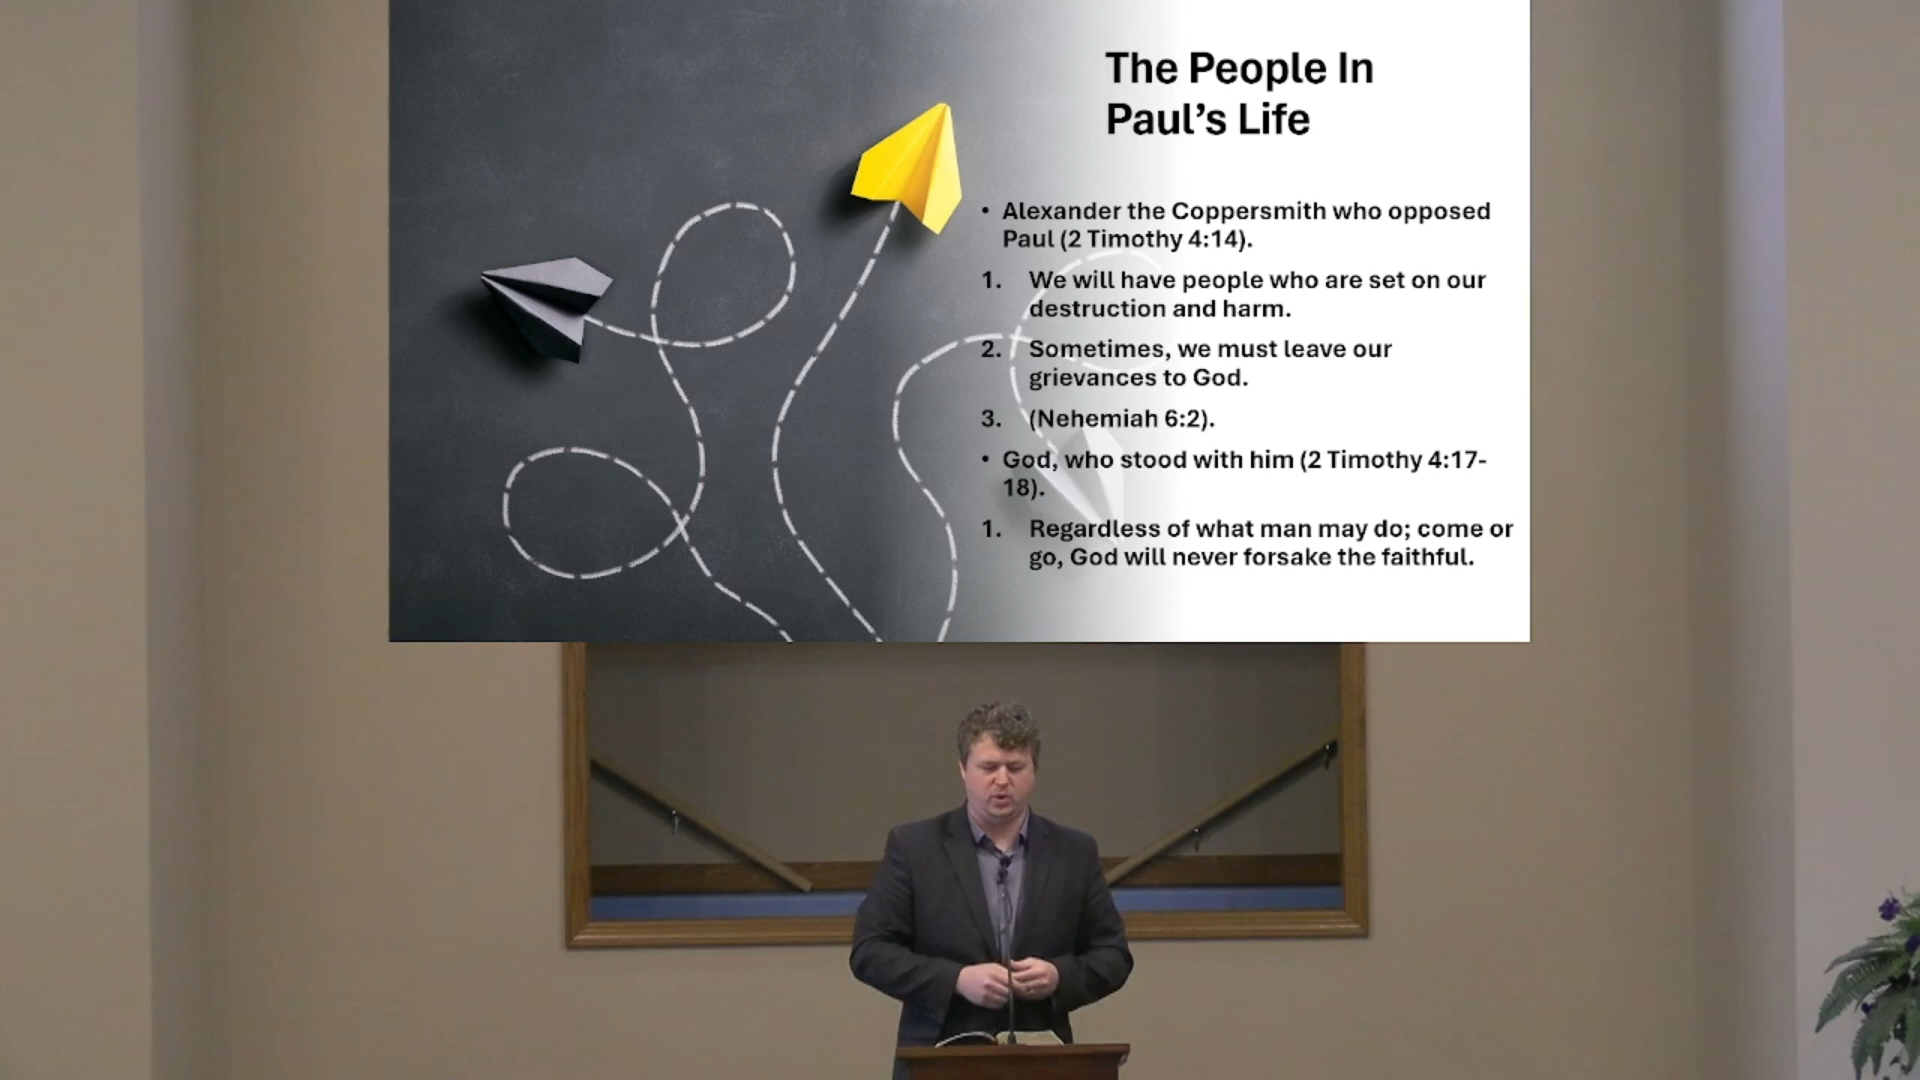 The People In
Paul's Life
• Alexander the Coppersmith who opposed
Paul (2 Timothy 4:14).
1. We will have people who are set on our
destruction and harm.
2. Sometimes, we must leave our
grievances to God.
3. (Nehemiah 6:2).
• God, who stood with him (2 Timothy 4:17-
18).
1. Regardless of what man may do; come or
go, God will never forsake the faithful.